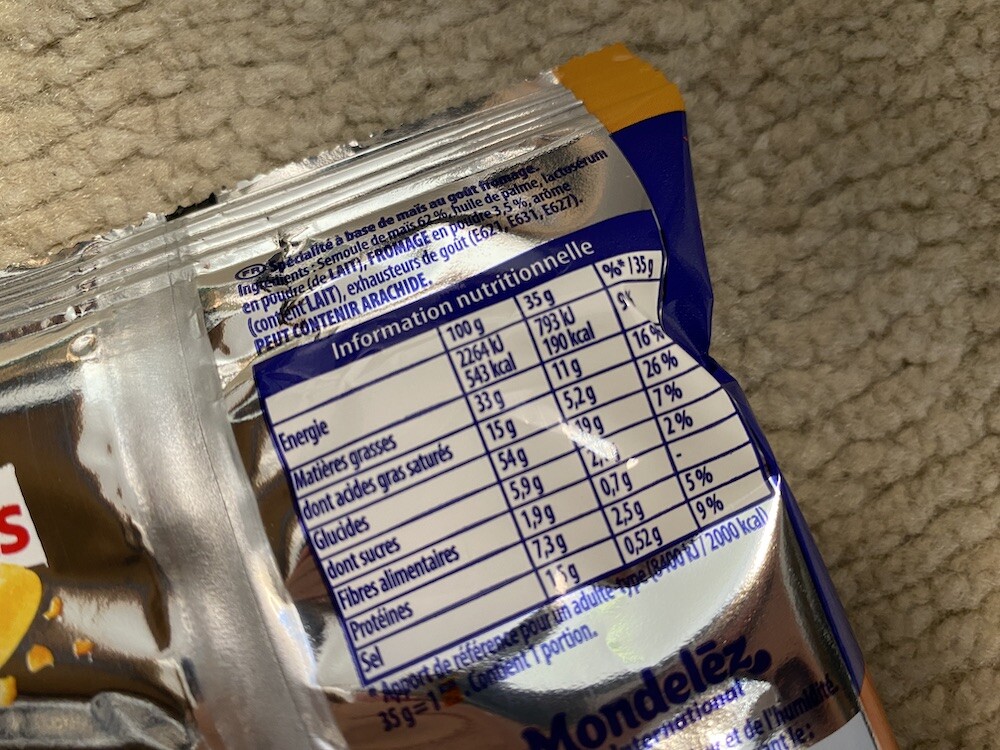 FR Spécialité à base de maïs au goût fromage.
Ingrédients : Semoule de maïs 62 %, huile de palme, lactosérum
en poudre (de LAIT), FROMAGE en poudre 3,5 %, arôme
(contient LAIT), exhausteurs de goût (E621, E631, E627).
PEUT CONTENIR ARACHIDE.
Information nutritionnelle
100 g 35 g %* / 35 g
Energie 2264 kJ 543 kcal 793 kJ 190 kcal
Matières grasses 33 g 11 g 16 %
dont acides gras saturés 15 g 5,2 g 26 %
Glucides 54 g 19 g 7 %
dont sucres 5,9 g 2 %
Fibres alimentaires 1,9 g 0,7 g -
Protéines 7,3 g 2,5 g 5 %
Sel 0,52 g 9 %
* Apport de référence pour un adulte-type (8400 kJ / 2000 kcal)
35 g = 1 . Contient 1 portion.
Mondelēz,
International
et de l'humidité.
s